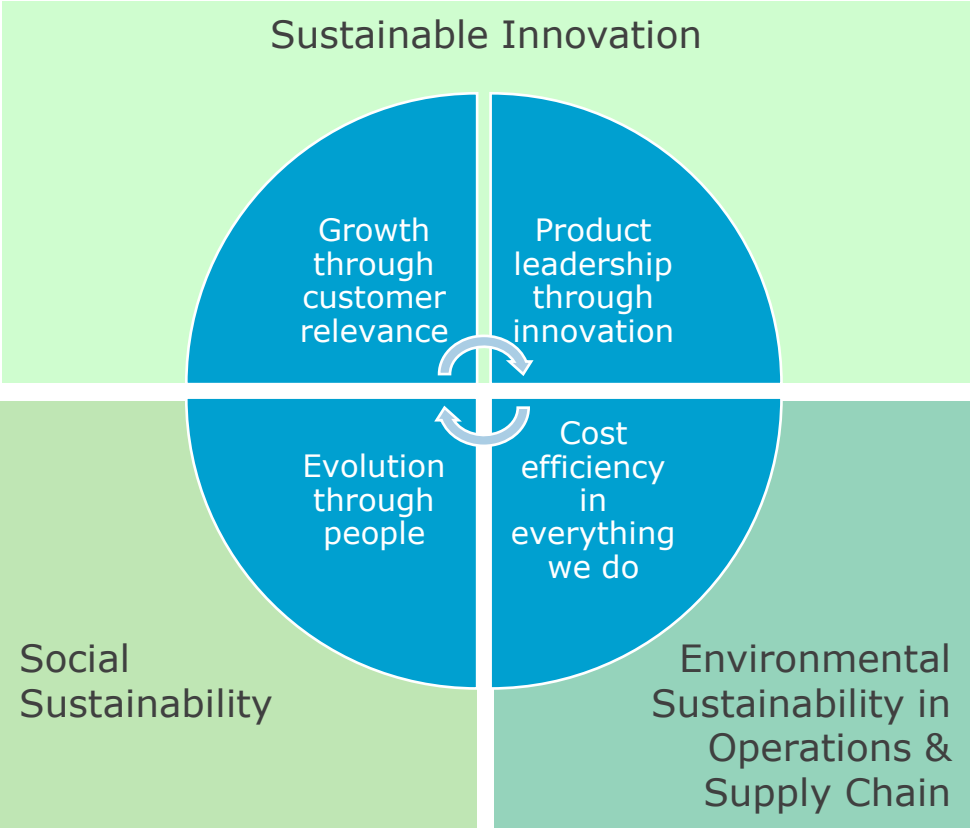 Sustainable Innovation
Growth
through
customer
relevance
Product
leadership
through
innovation
Evolution
through
people
Cost
efficiency
in
everything
we do
Social
Sustainability
Environmental
Sustainability in
Operations &
Supply Chain